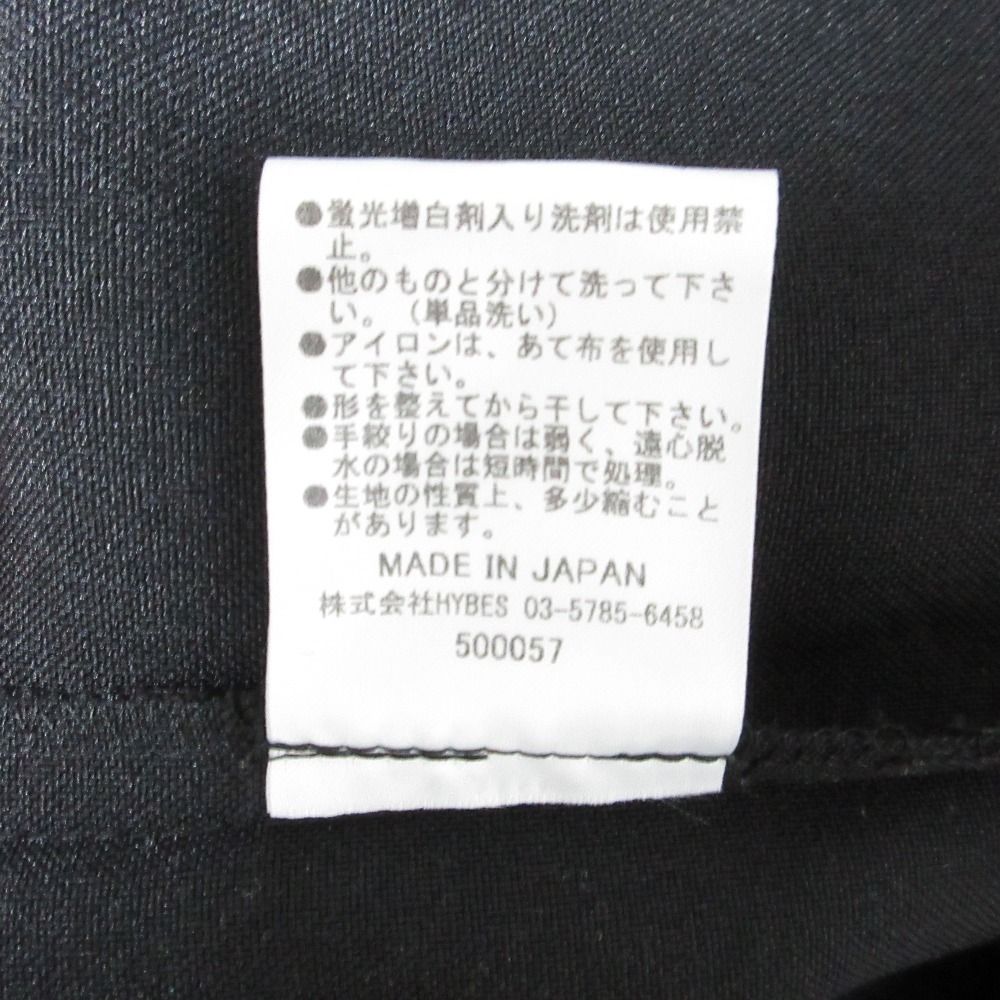 ●蛍光増白剤入り洗剤は使用禁
止。
●他のものと分けて洗って下さ
い。（単品洗い）
●アイロンは、あて布を使用し
て下さい。
●形を整えてから干して下さい。
●手絞りの場合は弱く、遠心脱
水の場合は短時間で処理。
●生地の性質上、多少縮むこと
があります。
MADE IN JAPAN
株式会社HYBES 03-5785-6458
500057